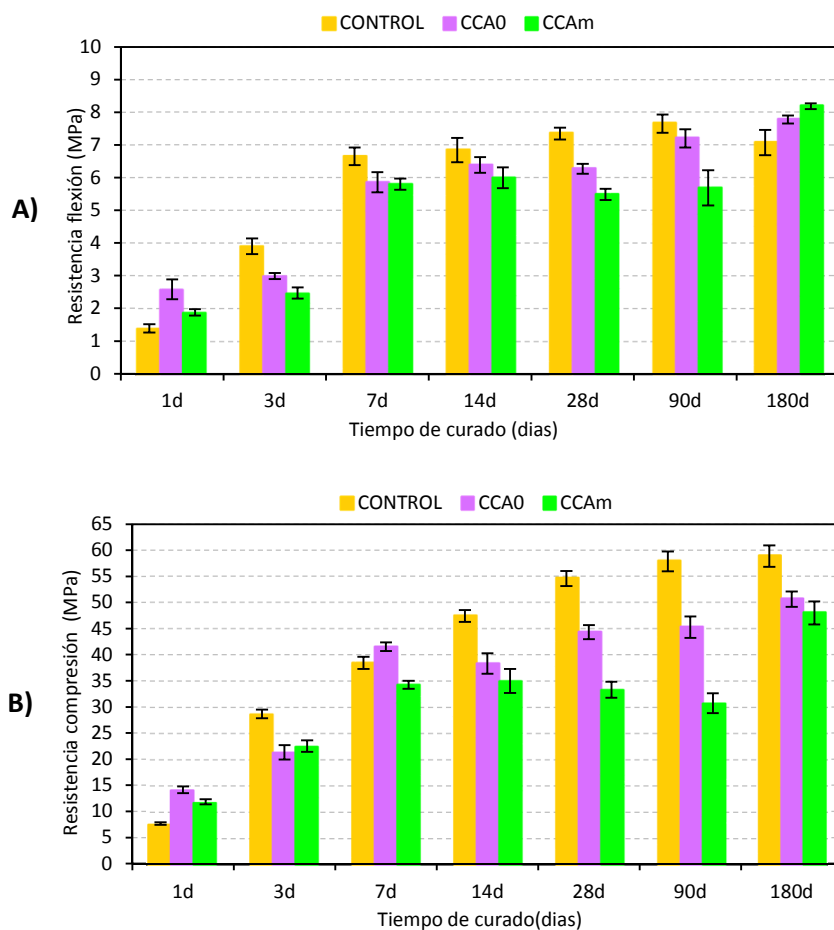 CONTROL CCA0 CCAm
10
9
8
7
6
5
4
3
2
1
0
Resistencia flexión (MPa)
A)
1d 3d 7d 14d 28d 90d 180d
Tiempo de curado (dias)
CONTROL CCA0 CCAm
65
60
55
50
45
40
35
30
25
20
15
10
5
0
Resistencia compresión (MPa)
B)
1d 3d 7d 14d 28d 90d 180d
Tiempo de curado(dias)